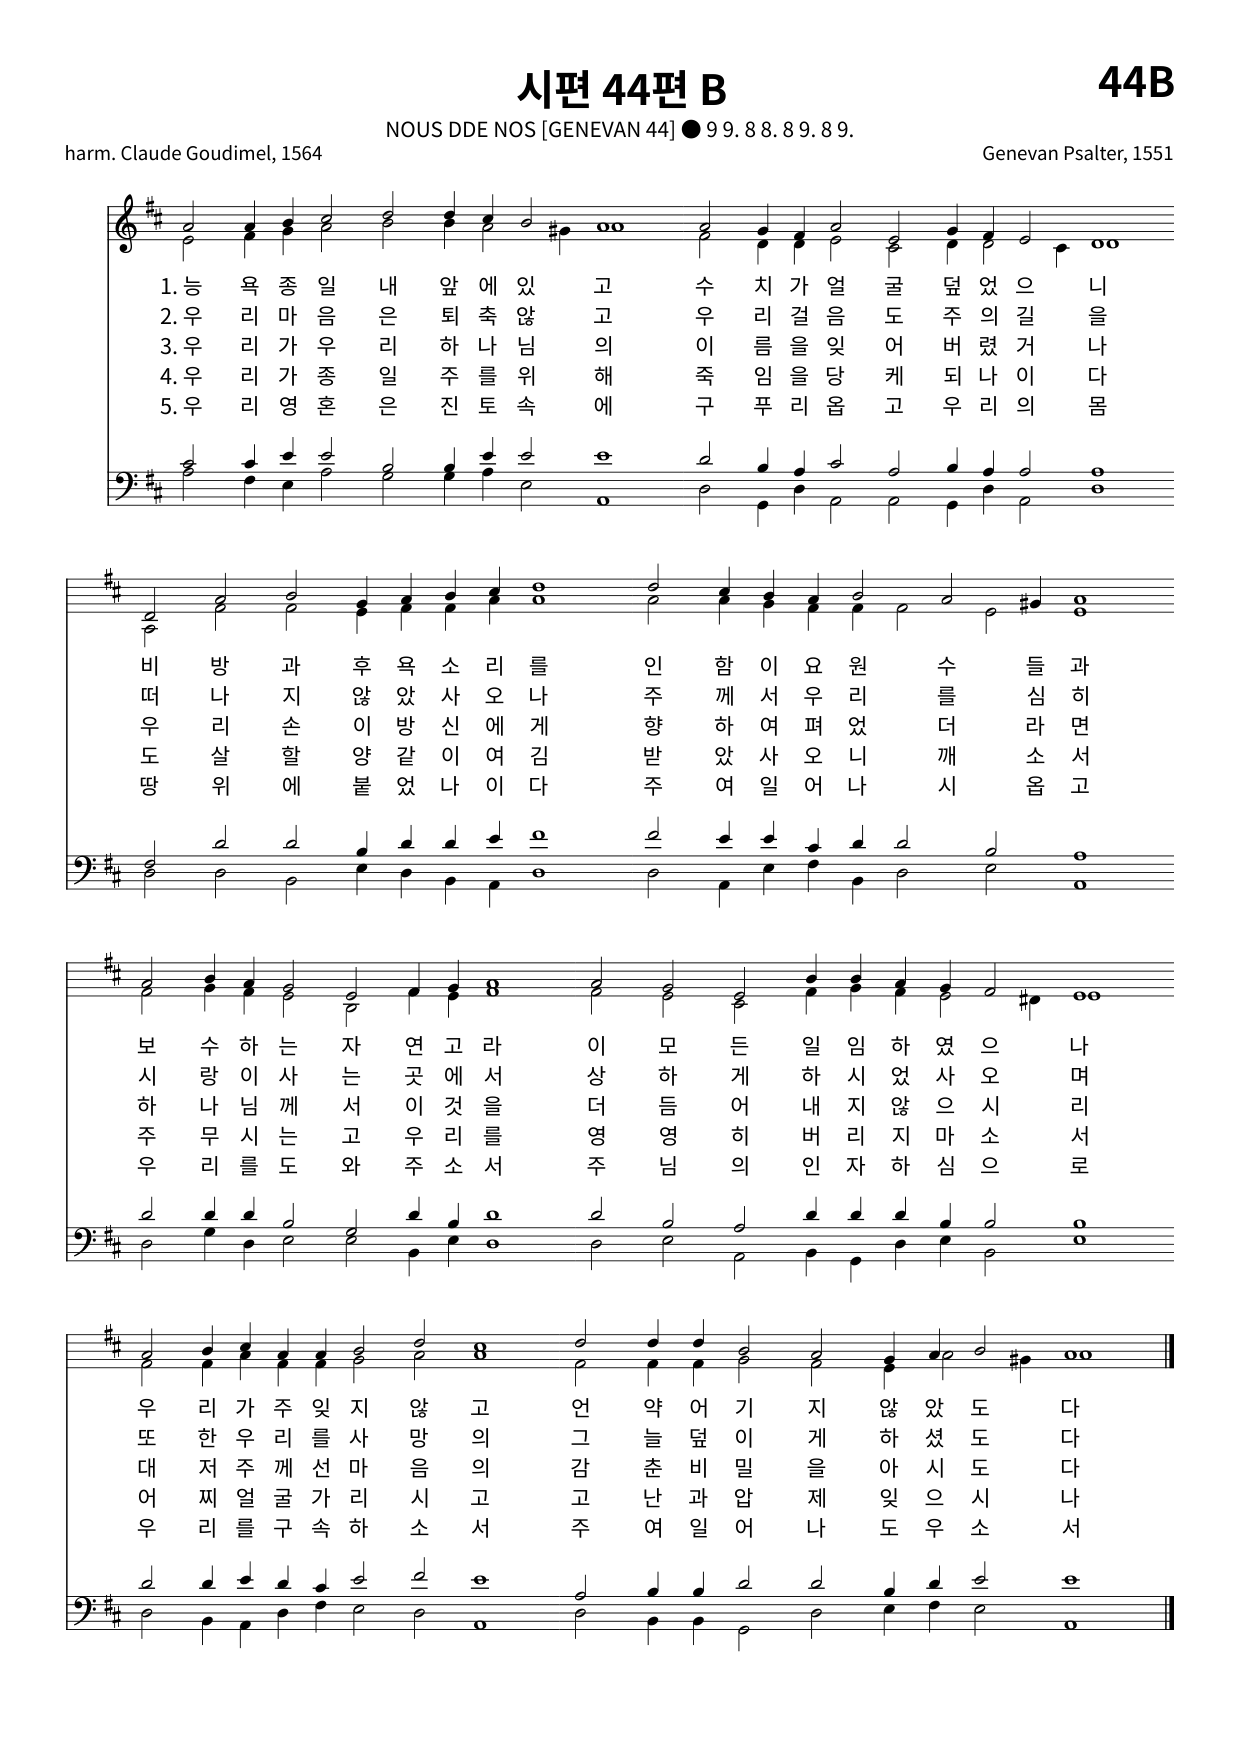 시편 44편 B
44B
NOUS DDE NOS [GENEVAN 44] ● 9 9. 8 8. 8 9. 8 9.
harm. Claude Goudimel, 1564
Genevan Psalter, 1551
1. 능 욕 종 일 내 앞 에 있 고 수 치 가 얼 굴 덮 었 으 니
2. 우 리 마 음 은 퇴 축 않 고 우 리 걸 음 도 주 의 길 을
3. 우 리 가 우 리 하 나 님 의 이 름 을 잊 어 버 렸 거 나
4. 우 리 가 종 일 주 를 위 해 죽 임 을 당 케 되 나 이 다
5. 우 리 영 혼 은 진 토 속 에 구 푸 리 옵 고 우 리 의 몸
비 방 과 후 욕 소 리 를 인 함 이 요 원 수 들 과
떠 나 지 않 았 사 오 나 주 께 서 우 리 를 심 히
우 리 손 이 방 신 에 게 향 하 여 펴 었 더 라 면
도 살 할 양 같 이 여 김 받 았 사 오 니 깨 소 서
땅 위 에 붙 었 나 이 다 주 여 일 어 나 시 옵 고
보 수 하 는 자 연 고 라 이 모 든 일 임 하 였 으 나
시 랑 이 사 는 곳 에 서 상 하 게 하 시 었 사 오 며
하 나 님 께 서 이 것 을 더 듬 어 내 지 않 으 시 리
주 무 시 는 고 우 리 를 영 영 히 버 리 지 마 소 서
우 리 를 도 와 주 소 서 주 님 의 인 자 하 심 으 로
우 리 가 주 잊 지 않 고 언 약 어 기 지 않 았 도 다
또 한 우 리 를 사 망 의 그 늘 덮 이 게 하 셨 도 다
대 저 주 께 선 마 음 의 감 춘 비 밀 을 아 시 도 다
어 찌 얼 굴 가 리 시 고 고 난 과 압 제 잊 으 시 나
우 리 를 구 속 하 소 서 주 여 일 어 나 도 우 소 서